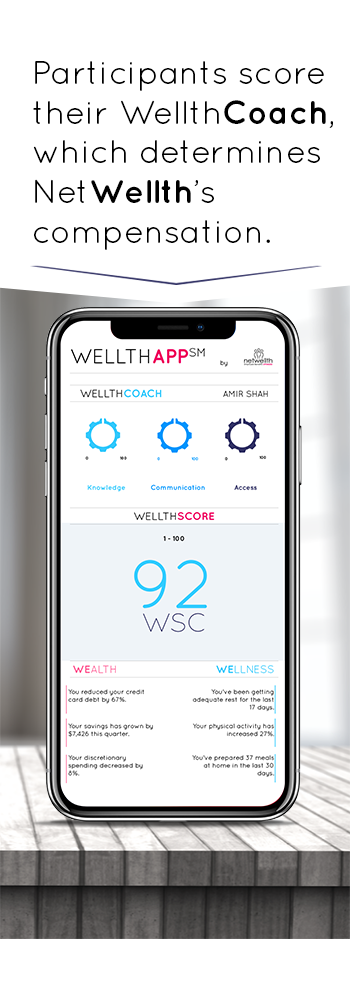 Participants score
their WellthCoach,
which determines
NetWellth's
compensation.
WELLTHAPP SM by netwellth
WELLTHCOACH AMIR SHAH
0 100 0 100 0 100
Knowledge Communication Access
WELLTHSCORE
1 - 100
92
WSC
WEALTH
You reduced your credit
card debt by 67%.
Your savings has grown by
$7,426 this quarter.
Your discretionary
spending decreased by
8%.
WELLNESS
You've been getting
adequate rest for the last
17 days.
Your physical activity has
increased 27%.
You've prepared 37 meals
at home in the last 30
days.